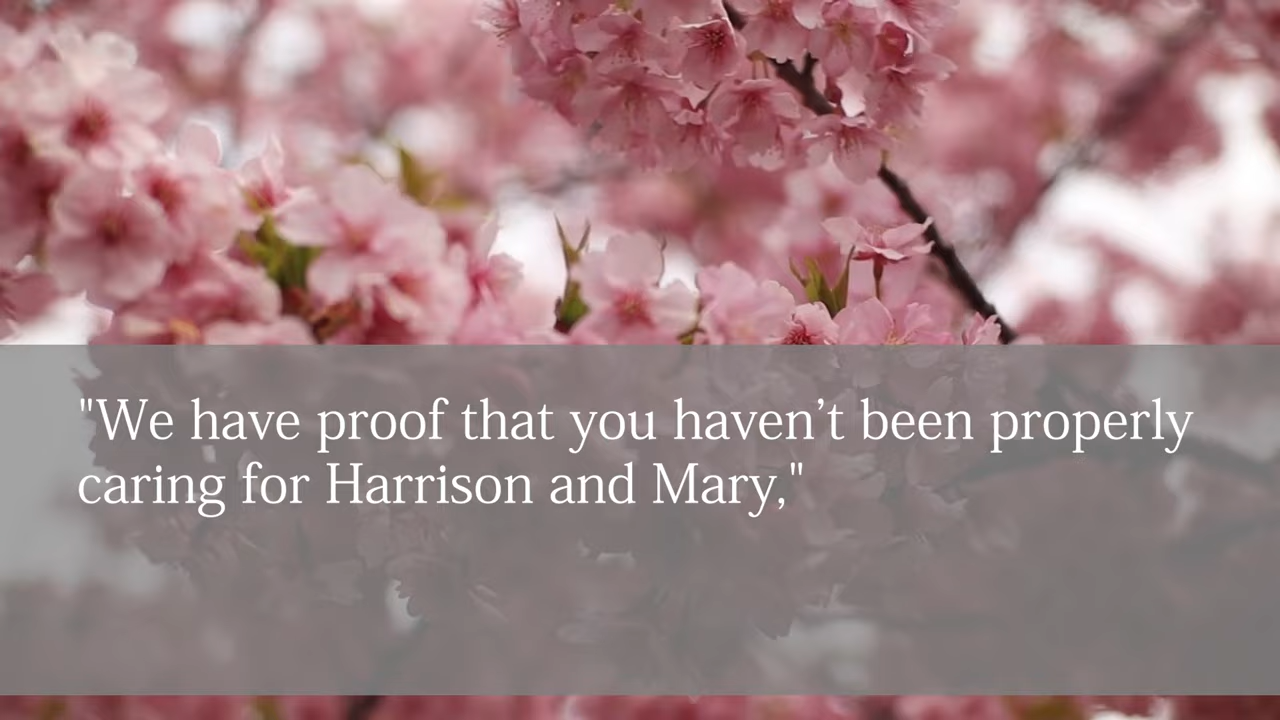 "We have proof that you haven’t been properly
caring for Harrison and Mary,"